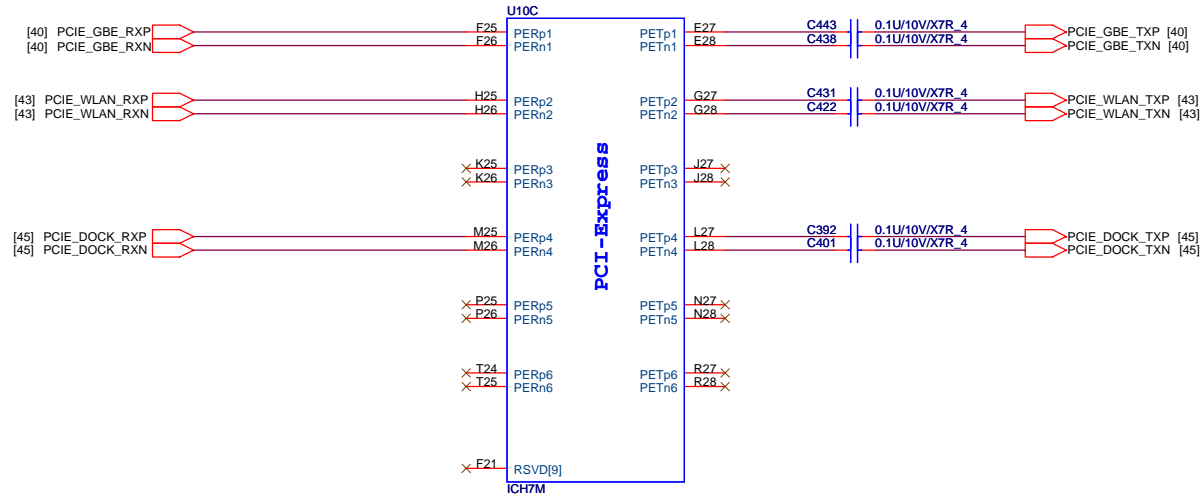 U10C
[40] PCIE_GBE_RXP F25 PERp1 PETp1 E27 C443 0.1U/10V/X7R_4 PCIE_GBE_TXP [40]
[40] PCIE_GBE_RXN F26 PERn1 PETn1 E28 C438 0.1U/10V/X7R_4 PCIE_GBE_TXN [40]
[43] PCIE_WLAN_RXP H25 PERp2 PETp2 G27 C431 0.1U/10V/X7R_4 PCIE_WLAN_TXP [43]
[43] PCIE_WLAN_RXN H26 PERn2 PETn2 G28 C422 0.1U/10V/X7R_4 PCIE_WLAN_TXN [43]
K25 PERp3 PETp3 J27
K26 PERn3 PETn3 J28
[45] PCIE_DOCK_RXP M25 PERp4 PETp4 L27 C392 0.1U/10V/X7R_4 PCIE_DOCK_TXP [45]
[45] PCIE_DOCK_RXN M26 PERn4 PETn4 L28 C401 0.1U/10V/X7R_4 PCIE_DOCK_TXN [45]
PCI-Express
P25 PERp5 PETp5 N27
P26 PERn5 PETn5 N28
T24 PERp6 PETp6 R27
T25 PERn6 PETn6 R28
F21 RSVD[9]
ICH7M